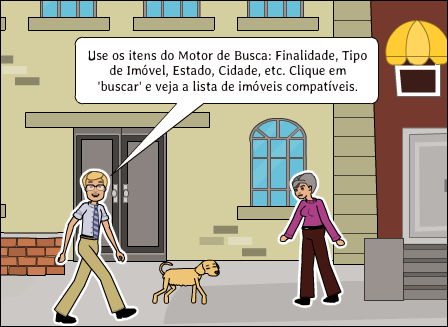 Use os itens do Motor de Busca: Finalidade, Tipo
de Imóvel, Estado, Cidade, etc. Clique em
'buscar' e veja a lista de imóveis compatíveis.